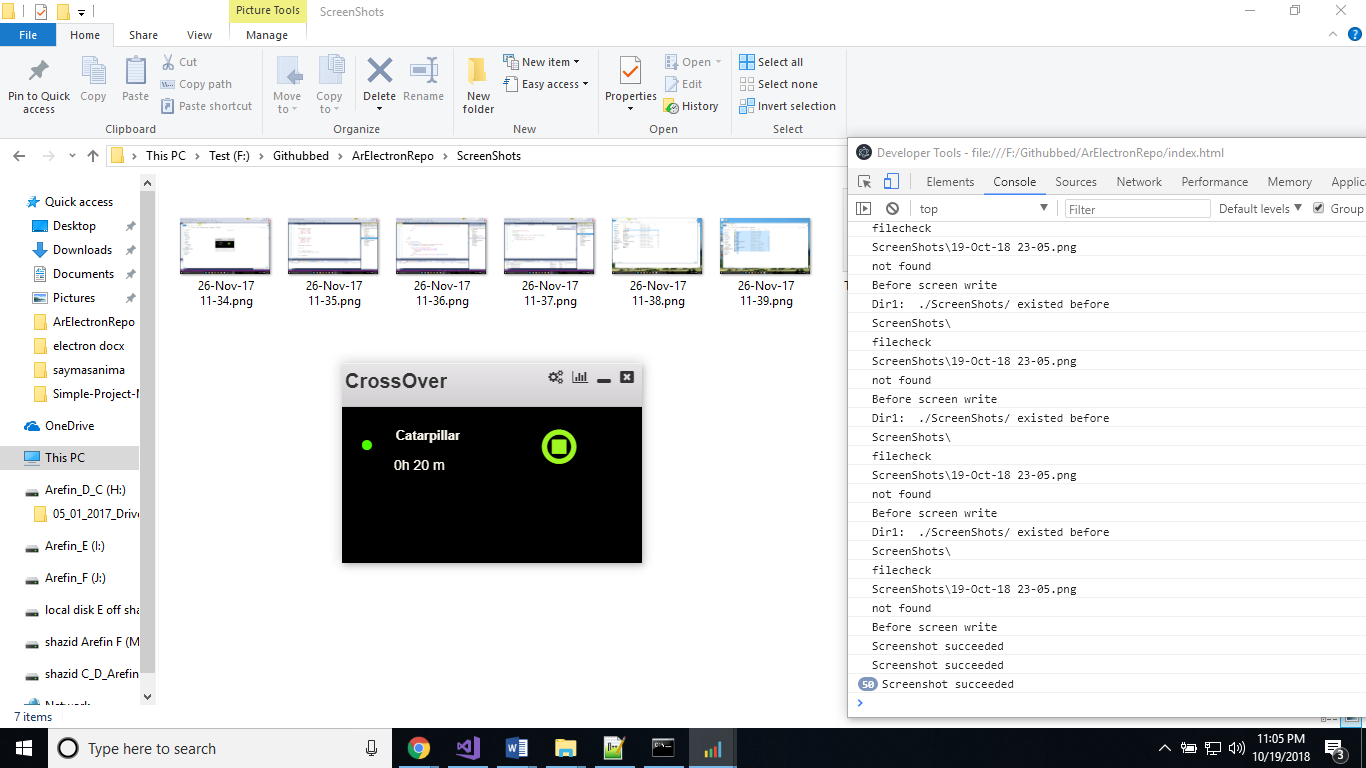 Picture Tools
ScreenShots
File
Home
Share
View
Manage
Pin to Quick
access
Copy
Paste
Cut
Copy path
Paste shortcut
Clipboard
Move
to
Copy
to
Delete
Rename
Organize
New
folder
New item
Easy access
New
Properties
Open
Edit
History
Open
Select all
Select none
Invert selection
Select
This PC
Test (F:)
Githubbed
ArElectronRepo
ScreenShots
Quick access
Desktop
Downloads
Documents
Pictures
ArElectronRepo
electron docx
saymasanima
Simple-Project-M
OneDrive
This PC
Arefin_D_C (H:)
05_01_2017_Drive
Arefin_E (I:)
Arefin_F (J:)
local disk E off sha
shazid Arefin F (M
shazid C_D_Arefin
Network
7 items
26-Nov-17
11-34.png
26-Nov-17
11-35.png
26-Nov-17
11-36.png
26-Nov-17
11-37.png
26-Nov-17
11-38.png
26-Nov-17
11-39.png
CrossOver
Catarpillar
0h 20 m
Developer Tools - file:///F:/Githubbed/ArElectronRepo/index.html
Elements
Console
Sources
Network
Performance
Memory
Applic
top
Filter
Default levels
Group
filecheck
ScreenShots\19-Oct-18 23-05.png
not found
Before screen write
Dir1:  ./ScreenShots/ existed before
ScreenShots\
filecheck
ScreenShots\19-Oct-18 23-05.png
not found
Before screen write
Dir1:  ./ScreenShots/ existed before
ScreenShots\
filecheck
ScreenShots\19-Oct-18 23-05.png
not found
Before screen write
Dir1:  ./ScreenShots/ existed before
ScreenShots\
filecheck
ScreenShots\19-Oct-18 23-05.png
not found
Before screen write
Screenshot succeeded
Screenshot succeeded
50 Screenshot succeeded
Type here to search
11:05 PM
10/19/2018
3